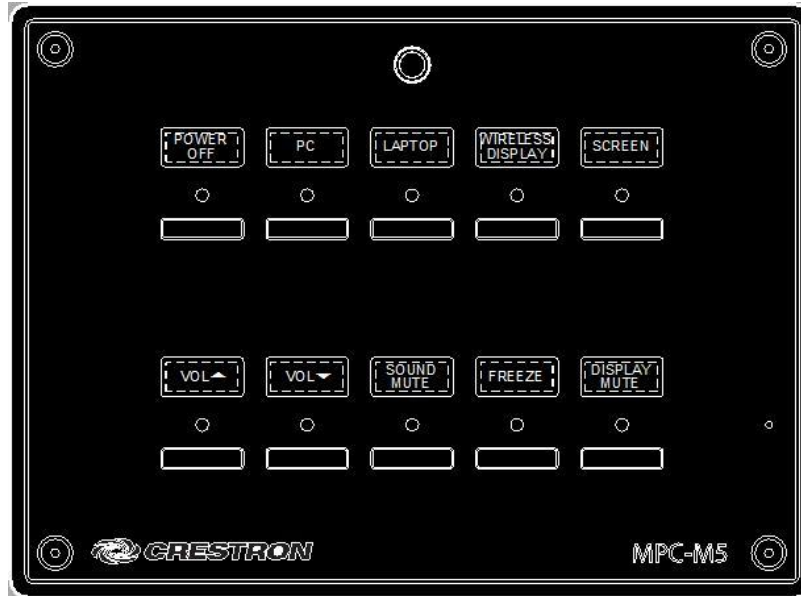 POWER
OFF
PC
LAPTOP
WIRELESS
DISPLAY
SCREEN
VOL
VOL
SOUND
MUTE
FREEZE
DISPLAY
MUTE
CRESTRON
MPC-M5